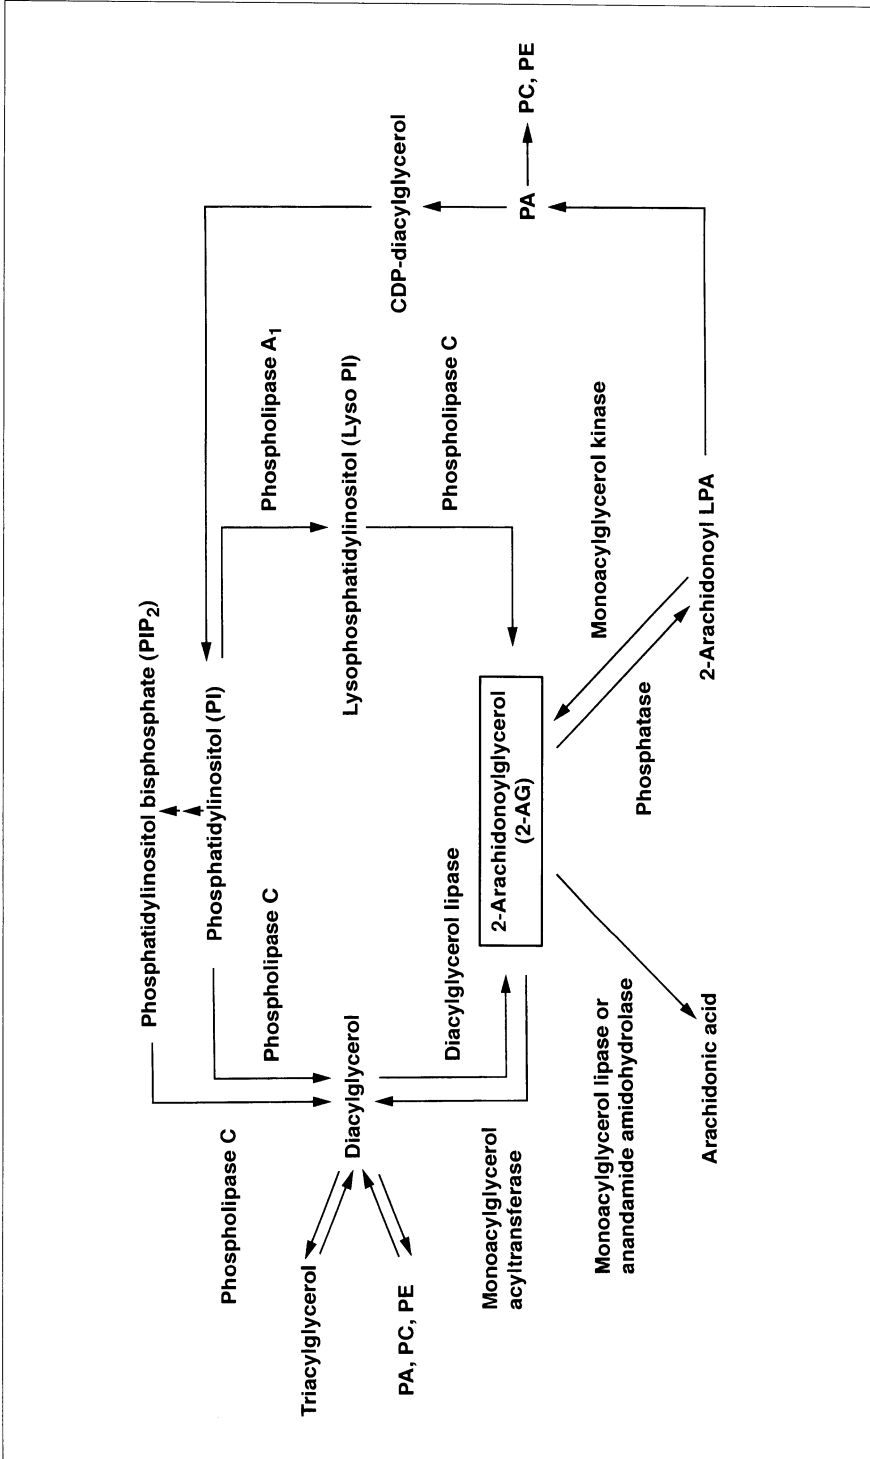 Phosphatidylinositol bisphosphate (PIP2)
Phosphatidylinositol (PI)
Phospholipase C
Phospholipase C
Phospholipase A1
Triacylglycerol
Diacylglycerol
Lysophosphatidylinositol (Lyso PI)
CDP-diacylglycerol
PA, PC, PE
Diacylglycerol lipase
Phospholipase C
Monoacylglycerol
acyltransferase
2-Arachidonoylglycerol
(2-AG)
PA
PC, PE
Monoacylglycerol lipase or
anandamide amidohydrolase
Phosphatase
Monoacylglycerol kinase
Arachidonic acid
2-Arachidonoyl LPA